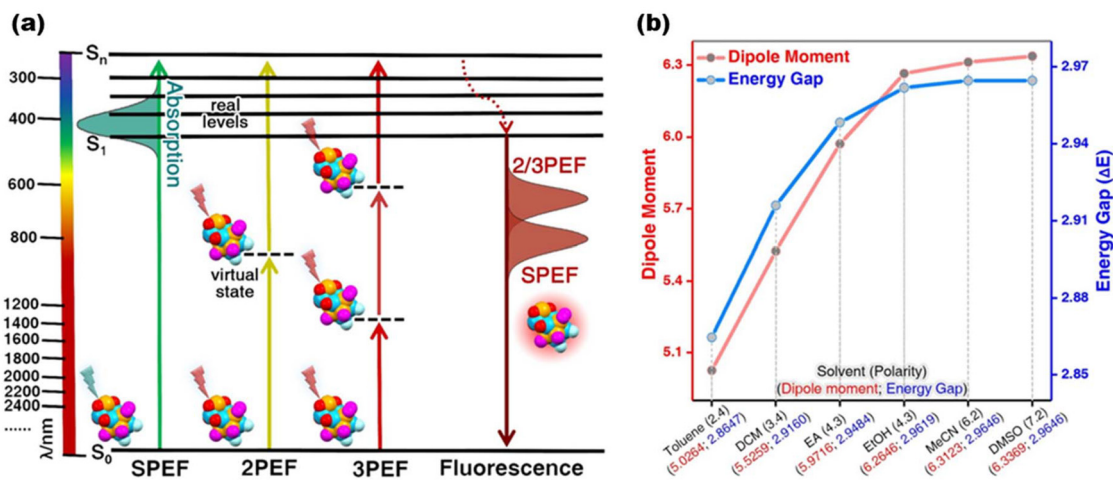 (a)
S_n
300
400
S_1
600
800
1200
1400
1600
1800
2000
2200
2400
......
λ/nm
S_0
Absorption
real
levels
virtual
state
2/3PEF
SPEF
SPEF
2PEF
3PEF
Fluorescence
(b)
Dipole Moment
Energy Gap
Dipole Moment
6.3
6.0
5.7
5.4
5.1
Energy Gap (ΔE)
2.97
2.94
2.91
2.88
2.85
Solvent (Polarity)
(Dipole moment; Energy Gap)
Toluene (2.4)
(5.0264; 2.8647)
DCM (3.4)
(5.5259; 2.9160)
EA (4.3)
(5.9716; 2.9484)
EtOH (4.3)
(6.2646; 2.9619)
MeCN (6.2)
(6.3123; 2.9646)
DMSO (7.2)
(6.3369; 2.9646)